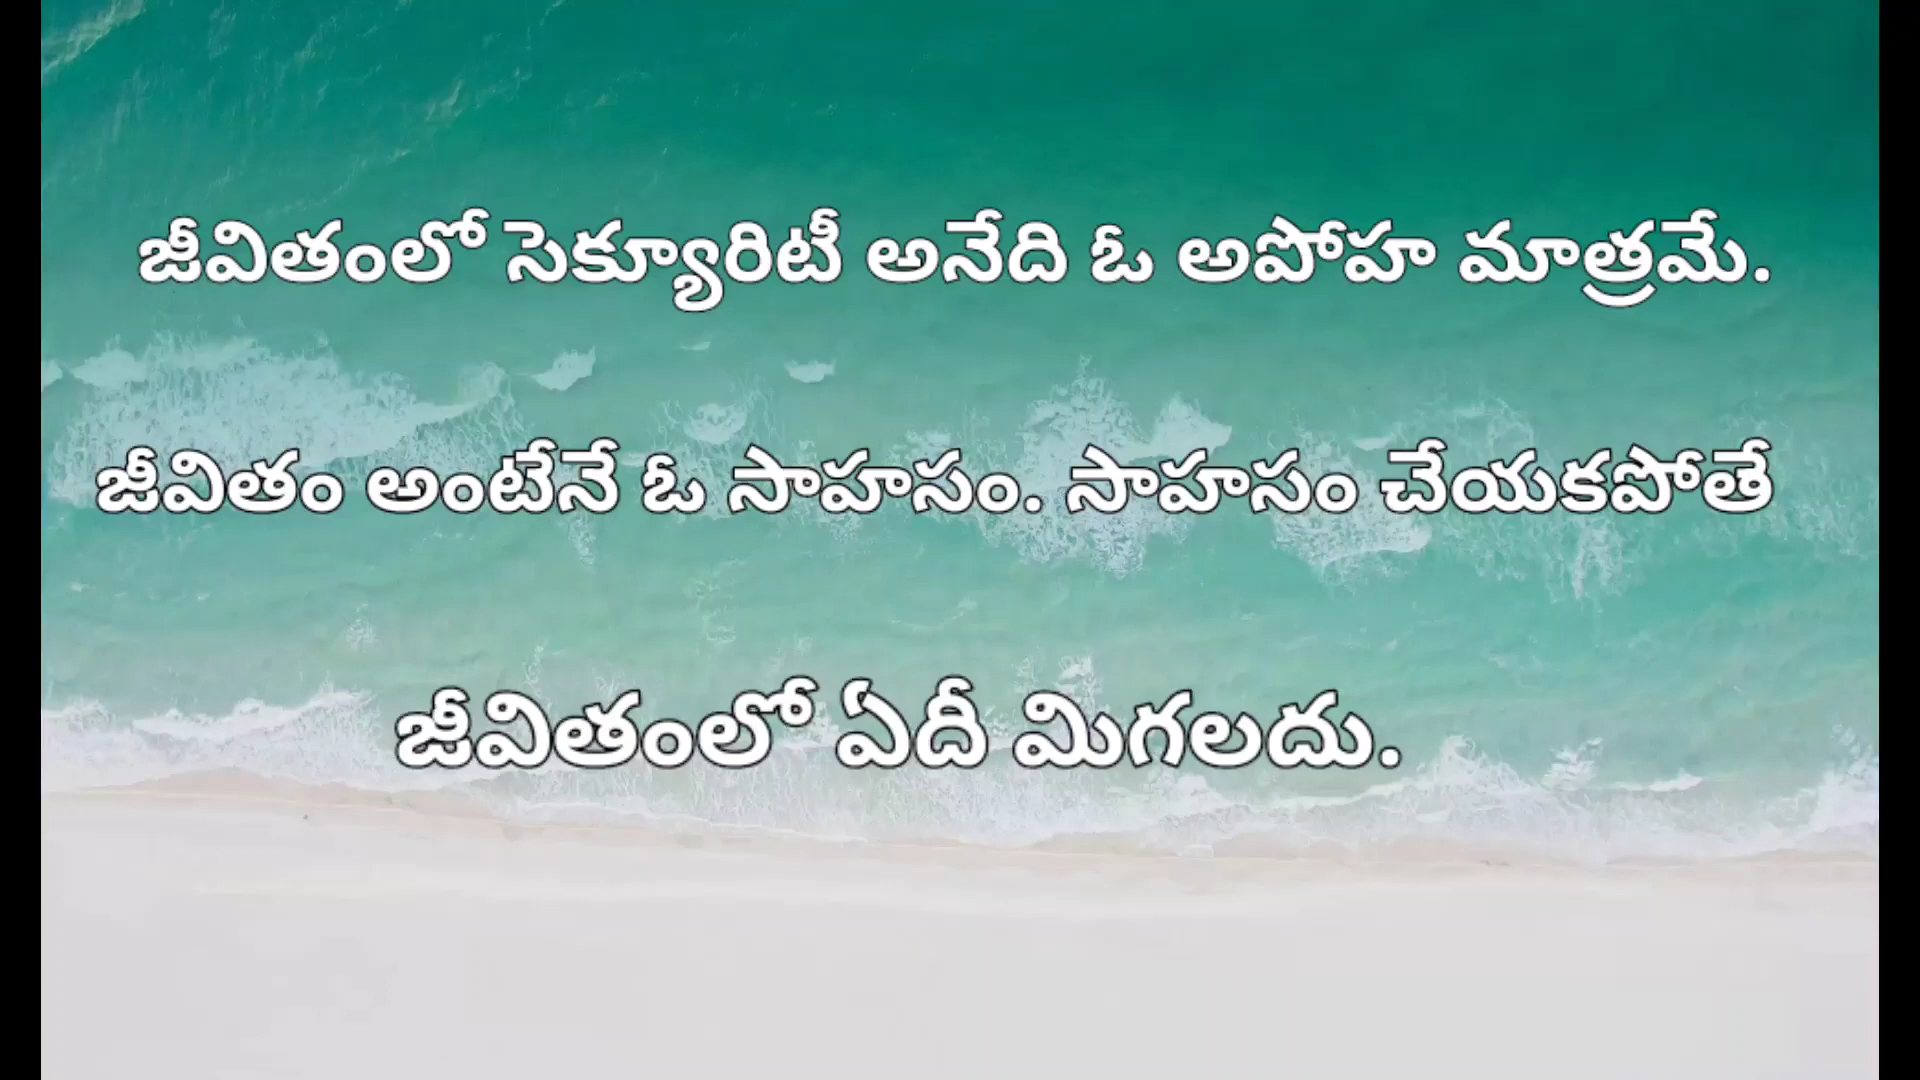 జీవితంలో సెక్యూరిటీ అనేది ఓ అపోహ మాత్రమే.
జీవితం అంటేనే ఓ సాహసం. సాహసం చేయకపోతే
జీవితంలో ఏదీ మిగలదు.